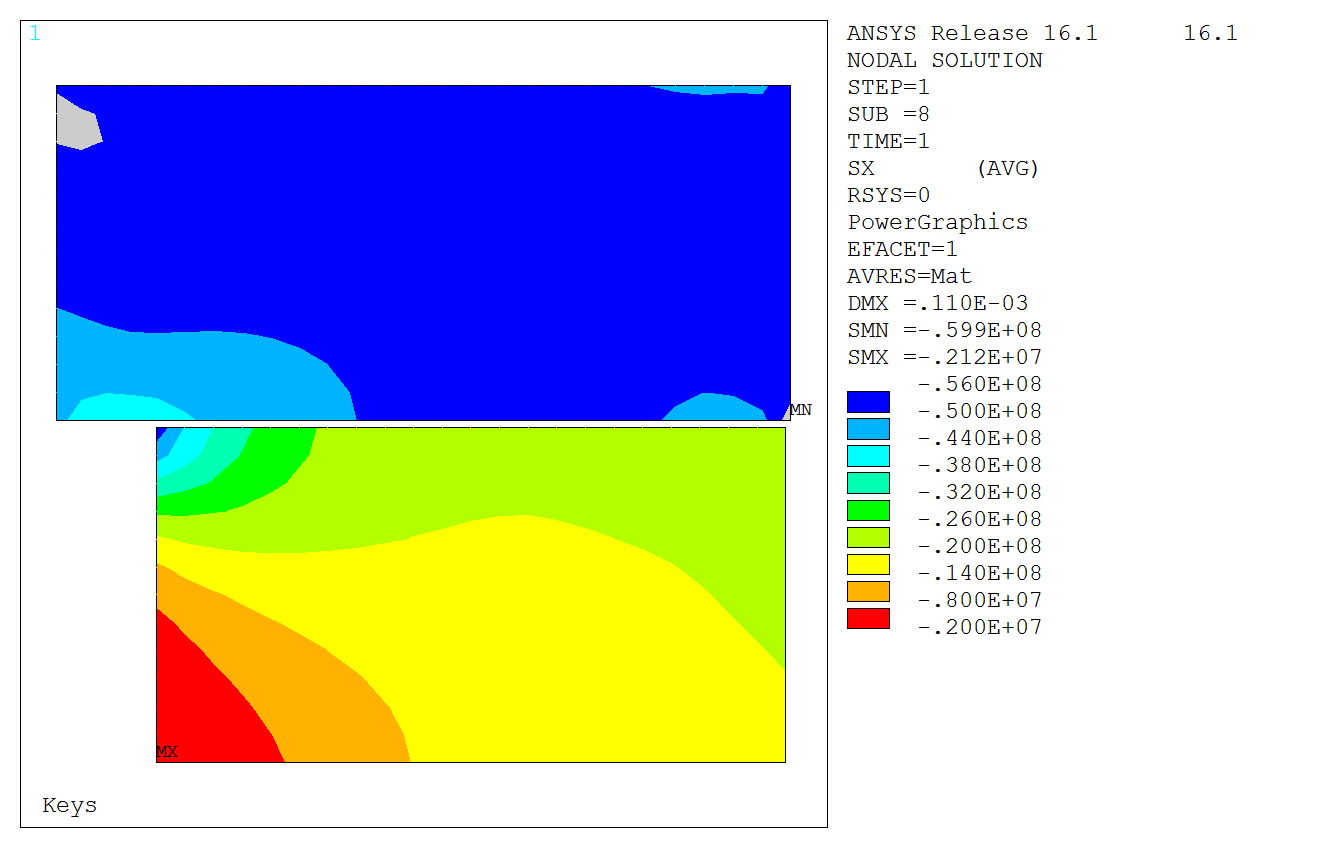 1
ANSYS Release 16.1 16.1
NODAL SOLUTION
STEP=1
SUB =8
TIME=1
SX (AVG)
RSYS=0
PowerGraphics
EFACET=1
AVRES=Mat
DMX =.110E-03
SMN =-.599E+08
SMX =-.212E+07
-.560E+08
-.500E+08
-.440E+08
-.380E+08
-.320E+08
-.260E+08
-.200E+08
-.140E+08
-.800E+07
-.200E+07
MN
MX
Keys